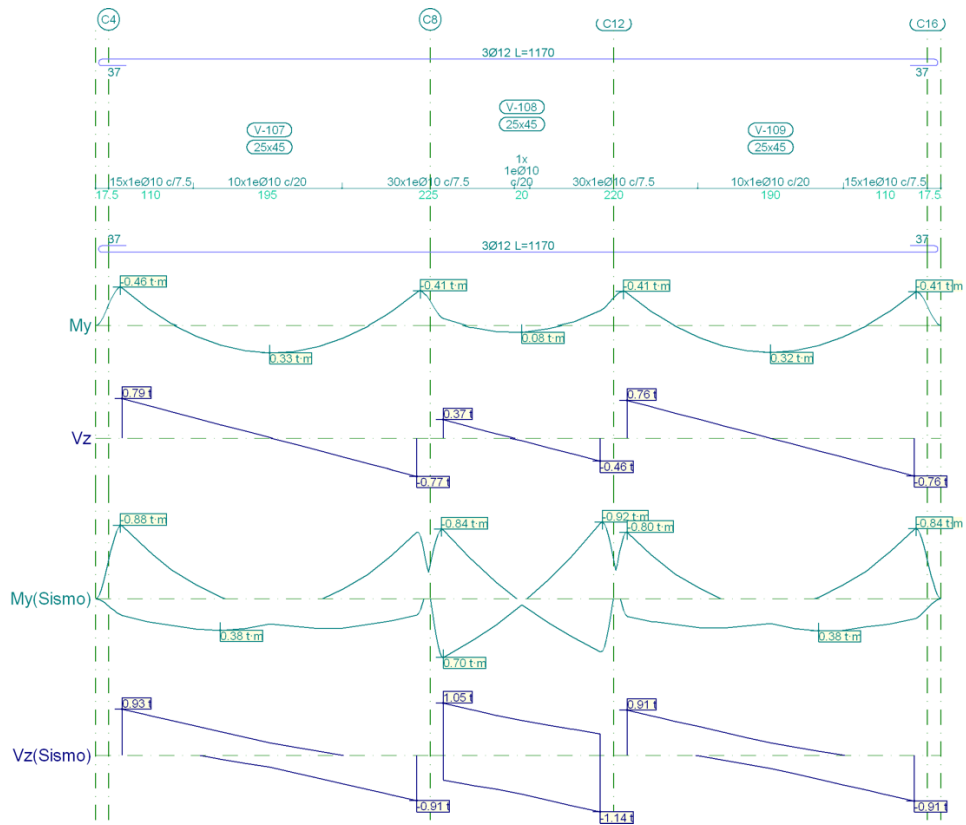 C4 C8 C12 C16
3Ø12 L=1170
37 37
V-108
25x45
V-107 V-109
25x45 25x45
1x
1eØ10
15x1eØ10 c/7.5 10x1eØ10 c/20 30x1eØ10 c/7.5 c/20 30x1eØ10 c/7.5 10x1eØ10 c/20 15x1eØ10 c/7.5
17.5 110 195 225 20 220 190 110 17.5
37 3Ø12 L=1170 37
-0.46 t·m -0.41 t·m -0.41 t·m -0.41 t·m
My
0.33 t·m 0.08 t·m 0.32 t·m
0.79 t 0.37 t 0.76 t
Vz
-0.77 t -0.46 t -0.76 t
-0.88 t·m -0.84 t·m -0.92 t·m -0.80 t·m -0.84 t·m
My(Sismo)
0.38 t·m 0.70 t·m 0.38 t·m
0.93 t 1.05 t 0.91 t
Vz(Sismo)
-0.91 t -1.14 t -0.91 t